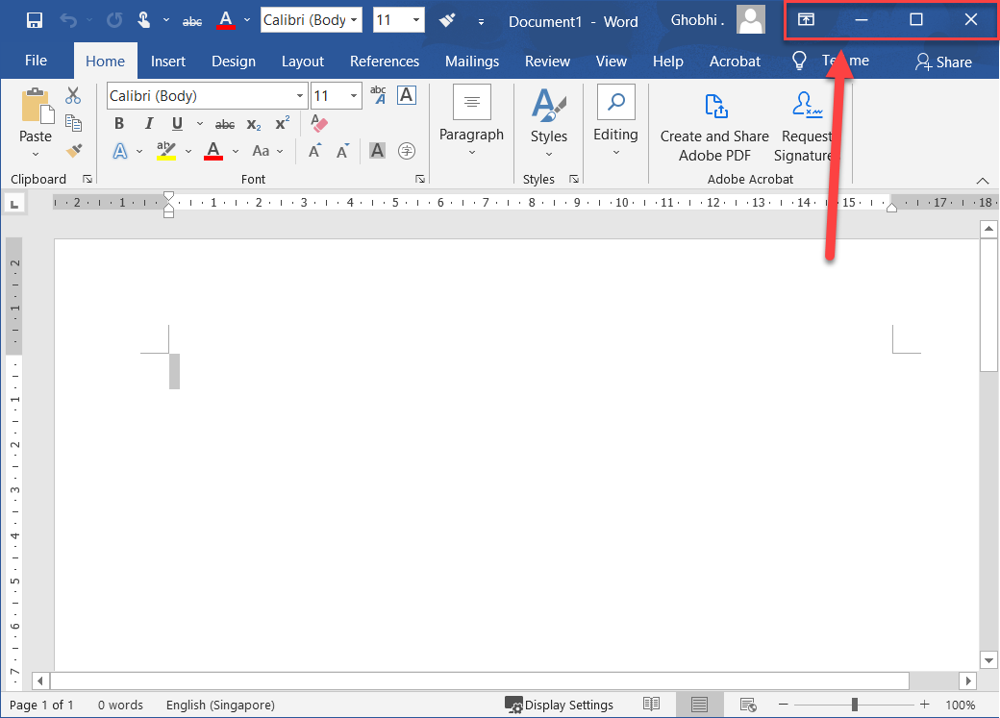 abc A Calibri (Body 11 Document1 - Word Ghobhi .
File Home Insert Design Layout References Mailings Review View Help Acrobat Te me Share
Paste
Clipboard
Calibri (Body) 11 abc A A
B I U abc x₂ x²
A ab A Aa A A A 字
Font
Paragraph
Styles
Styles
Editing
Create and Share
Adobe PDF
Request
Signature
Adobe Acrobat
L 2 1 1 2 3 4 5 6 7 8 9 10 11 12 13 14 15 17 18
2
1
1
2
3
4
5
6
7
Page 1 of 1 0 words English (Singapore) Display Settings 100%